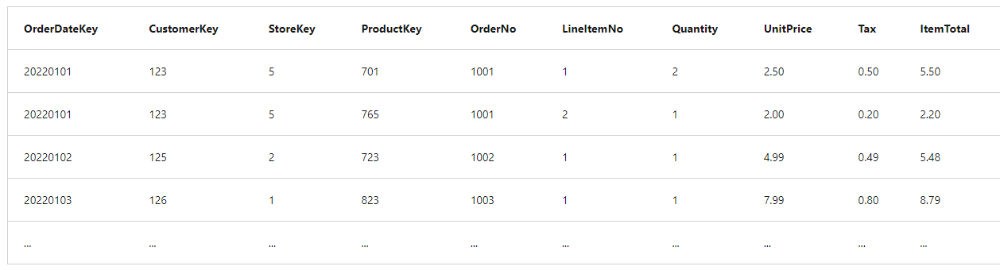 OrderDateKey CustomerKey StoreKey ProductKey OrderNo LineItemNo Quantity UnitPrice Tax ItemTotal
20220101 123 5 701 1001 1 2 2.50 0.50 5.50
20220101 123 5 765 1001 2 1 2.00 0.20 2.20
20220102 125 2 723 1002 1 1 4.99 0.49 5.48
20220103 126 1 823 1003 1 1 7.99 0.80 8.79
... ... ... ... ... ... ... ... ... ...